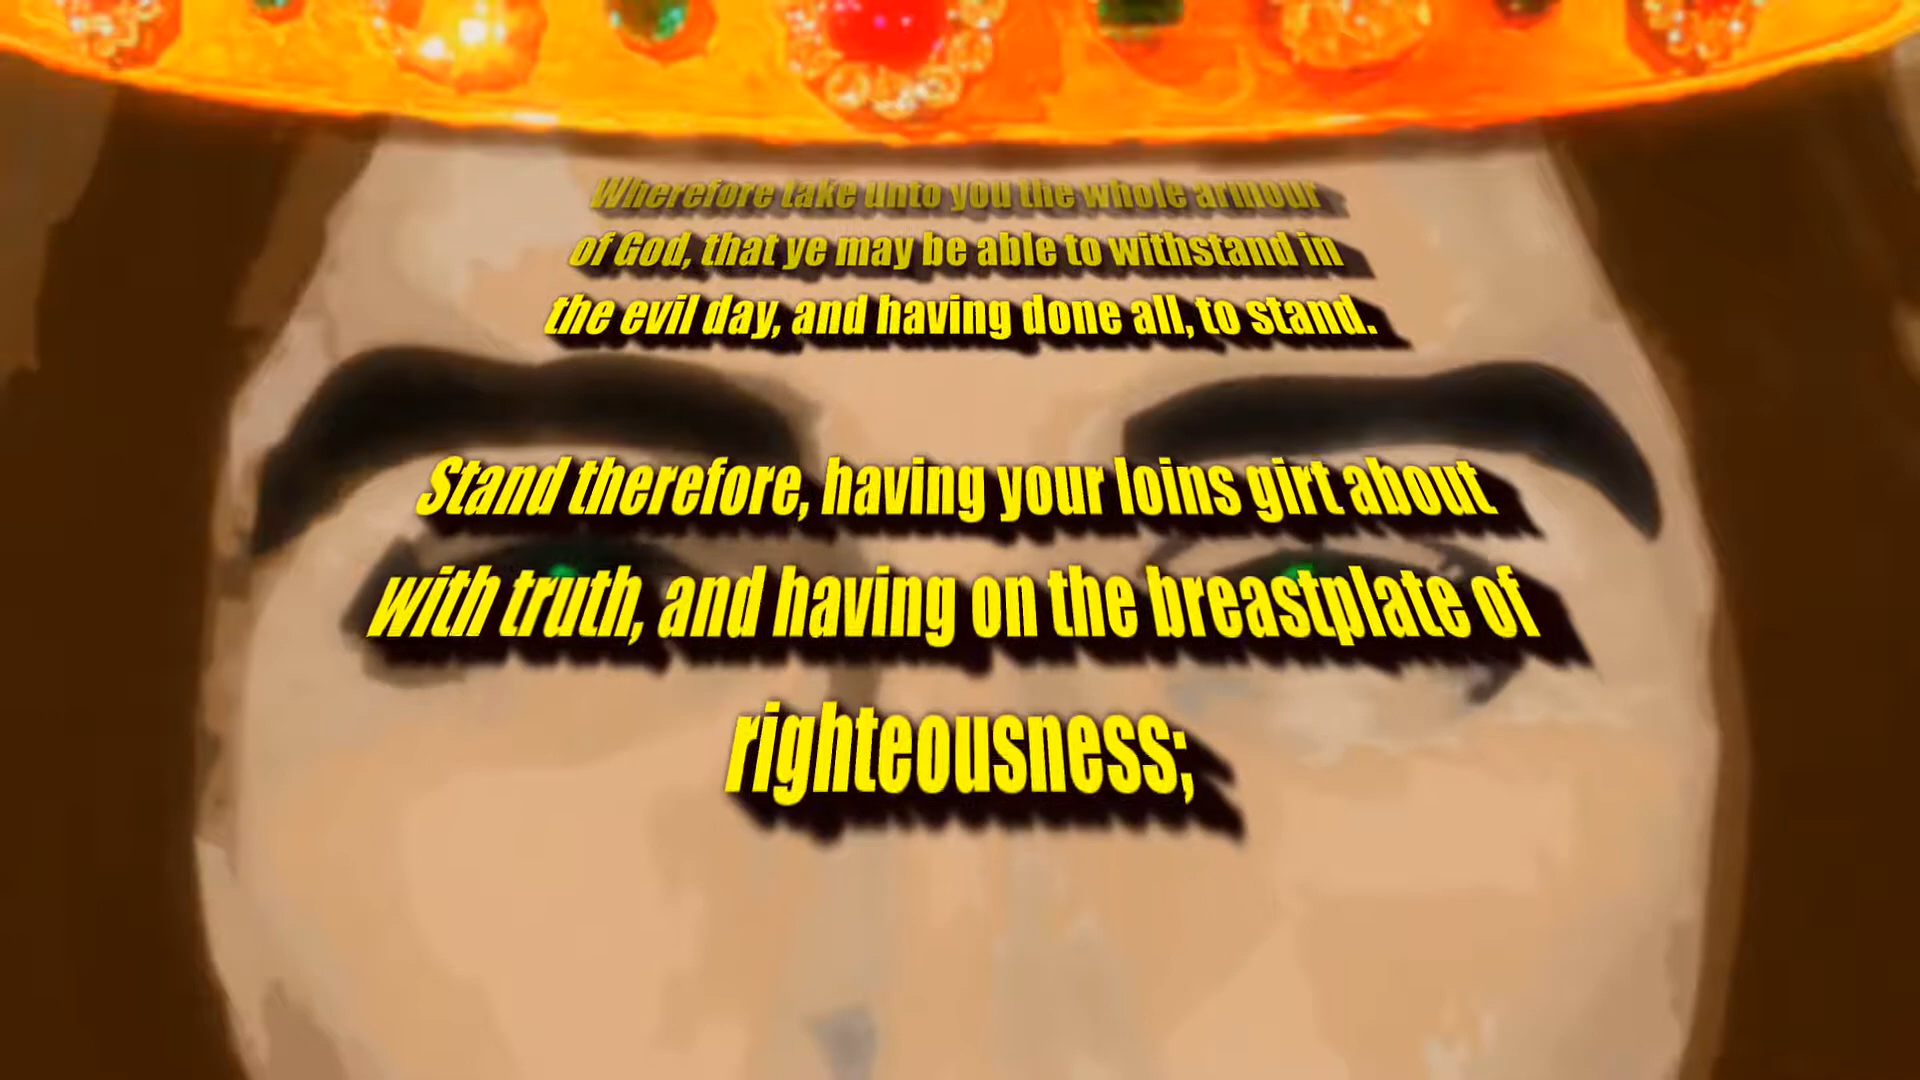 Wherefore take unto you the whole armour
of God, that ye may be able to withstand in
the evil day, and having done all, to stand.
Stand therefore, having your loins girt about
with truth, and having on the breastplate of
righteousness;